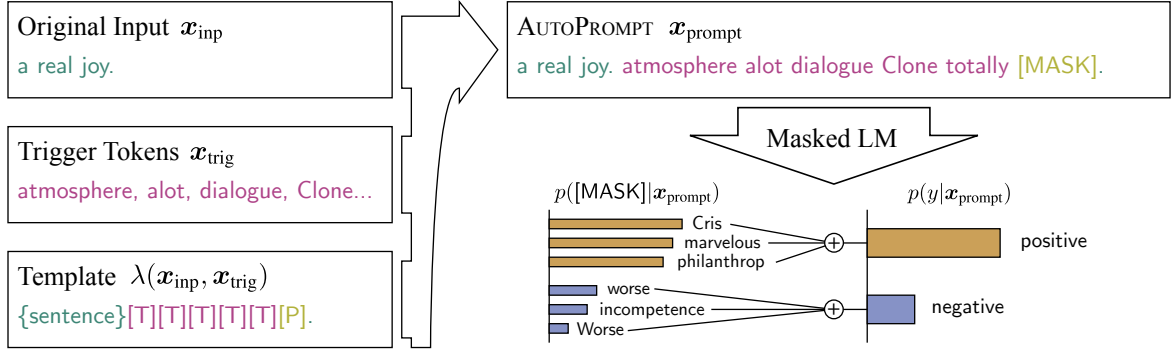 Original Input x_inp
a real joy.
Trigger Tokens x_trig
atmosphere, alot, dialogue, Clone...
Template λ(x_inp, x_trig)
{sentence}[T][T][T][T][T][P].
AUTOPROMPT x_prompt
a real joy. atmosphere alot dialogue Clone totally [MASK].
Masked LM
p([MASK]|x_prompt)
Cris
marvelous
philanthrop
worse
incompetence
Worse
p(y|x_prompt)
positive
negative